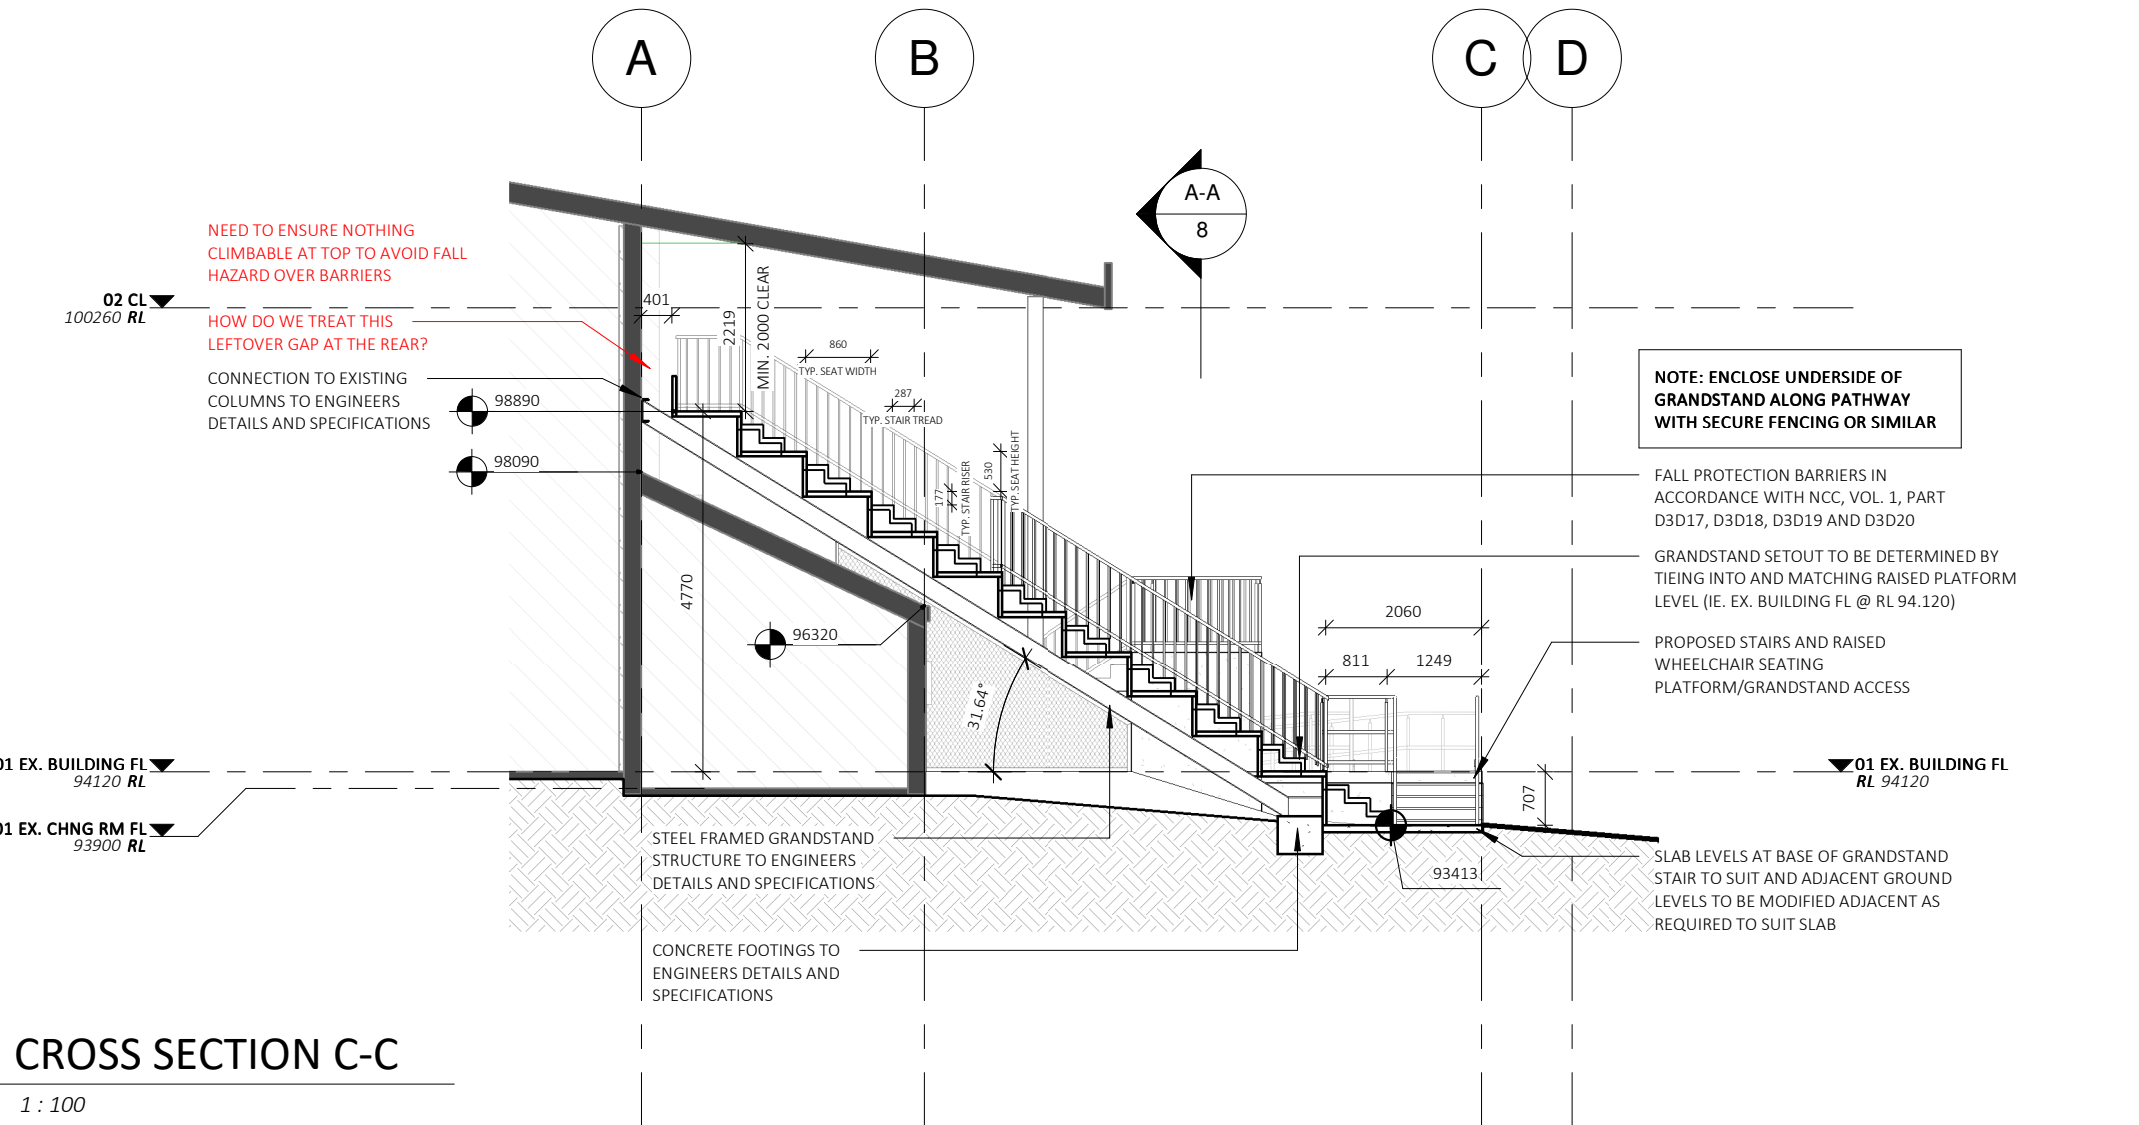 A
B
C
D
A-A
8
NEED TO ENSURE NOTHING
CLIMBABLE AT TOP TO AVOID FALL
HAZARD OVER BARRIERS
02 CL
100260 RL
HOW DO WE TREAT THIS
LEFTOVER GAP AT THE REAR?
CONNECTION TO EXISTING
COLUMNS TO ENGINEERS
DETAILS AND SPECIFICATIONS
98890
98090
401
2219
MIN. 2000 CLEAR
860
TYP. SEAT WIDTH
287
TYP. STAIR TREAD
177
TYP. STAIR RISER
530
TYP. SEAT HEIGHT
4770
96320
31.64°
NOTE: ENCLOSE UNDERSIDE OF
GRANDSTAND ALONG PATHWAY
WITH SECURE FENCING OR SIMILAR
FALL PROTECTION BARRIERS IN
ACCORDANCE WITH NCC, VOL. 1, PART
D3D17, D3D18, D3D19 AND D3D20
GRANDSTAND SETOUT TO BE DETERMINED BY
TIEING INTO AND MATCHING RAISED PLATFORM
LEVEL (IE. EX. BUILDING FL @ RL 94.120)
2060
811
1249
PROPOSED STAIRS AND RAISED
WHEELCHAIR SEATING
PLATFORM/GRANDSTAND ACCESS
01 EX. BUILDING FL
94120 RL
01 EX. BUILDING FL
RL 94120
707
01 EX. CHNG RM FL
93900 RL
STEEL FRAMED GRANDSTAND
STRUCTURE TO ENGINEERS
DETAILS AND SPECIFICATIONS
93413
SLAB LEVELS AT BASE OF GRANDSTAND
STAIR TO SUIT AND ADJACENT GROUND
LEVELS TO BE MODIFIED ADJACENT AS
REQUIRED TO SUIT SLAB
CONCRETE FOOTINGS TO
ENGINEERS DETAILS AND
SPECIFICATIONS
CROSS SECTION C-C
1 : 100